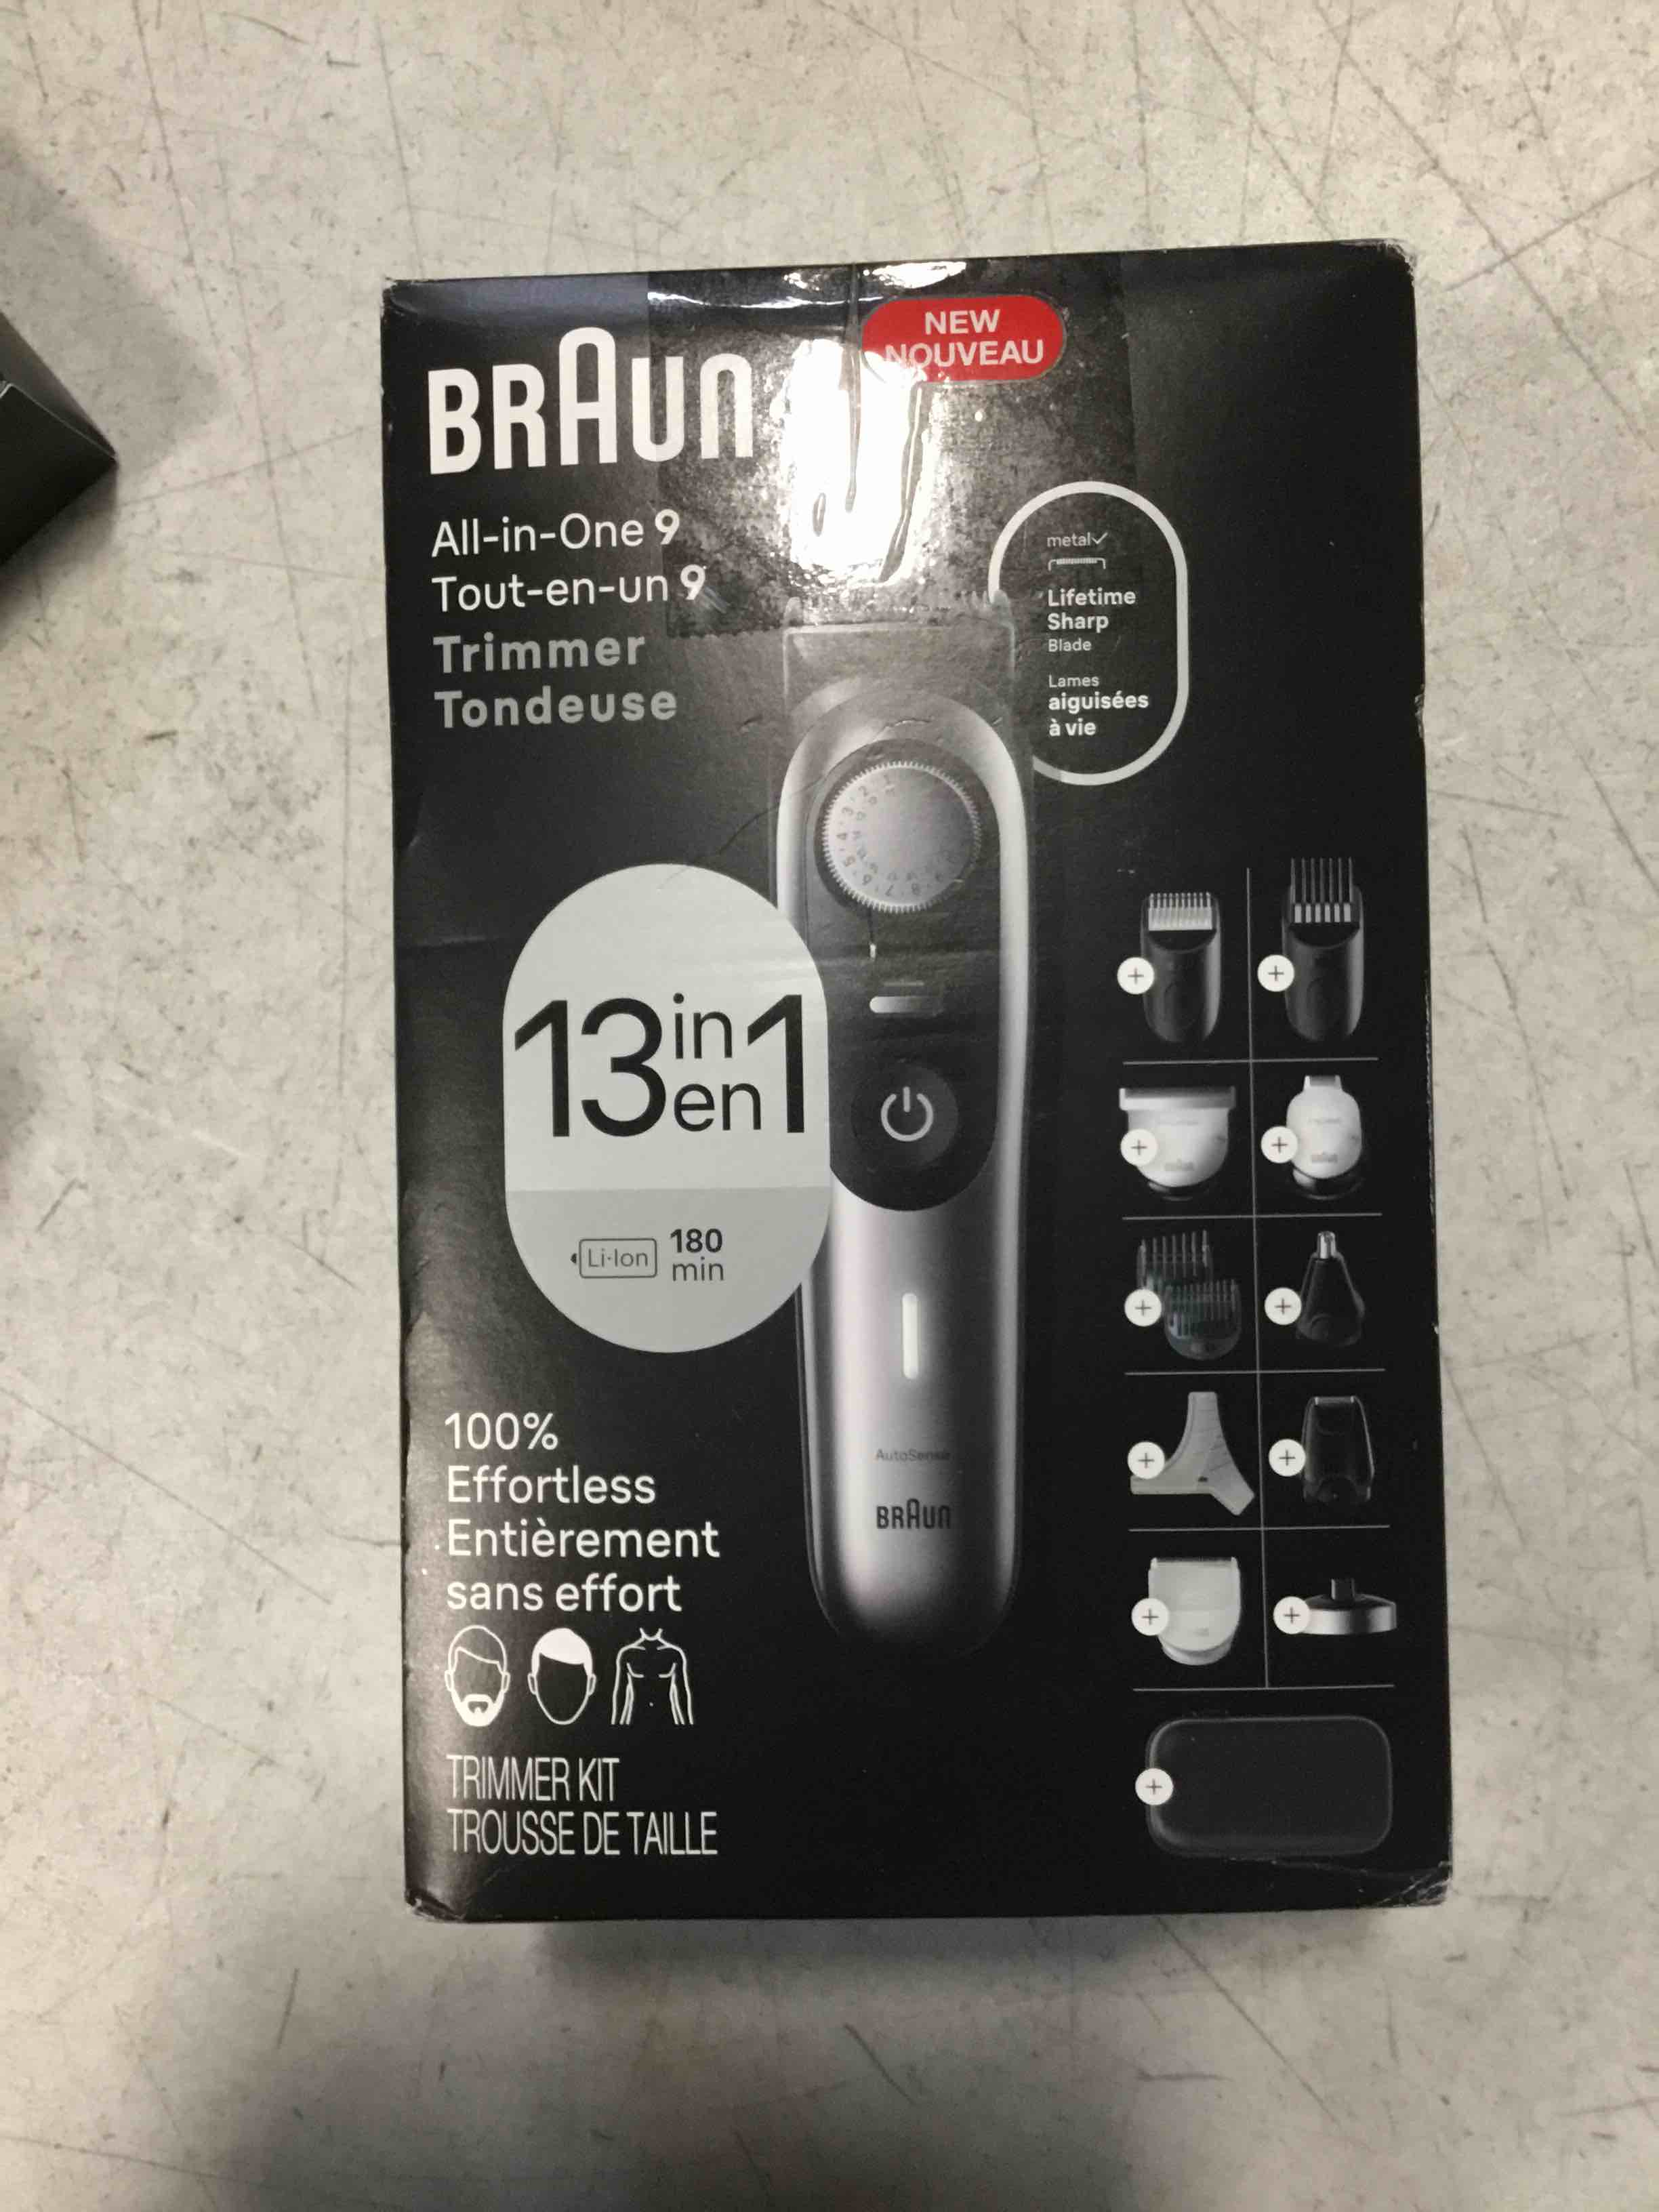 BRAUN
NEW
NOUVEAU
All-in-One 9
Tout-en-un 9
Trimmer
Tondeuse
metal✓
Lifetime
Sharp
Blade
Lames
aiguisées
à vie
13 in en 1
Li-Ion 180
min
100%
Effortless
Entièrement
sans effort
AutoSense
BRAUN
TRIMMER KIT
TROUSSE DE TAILLE